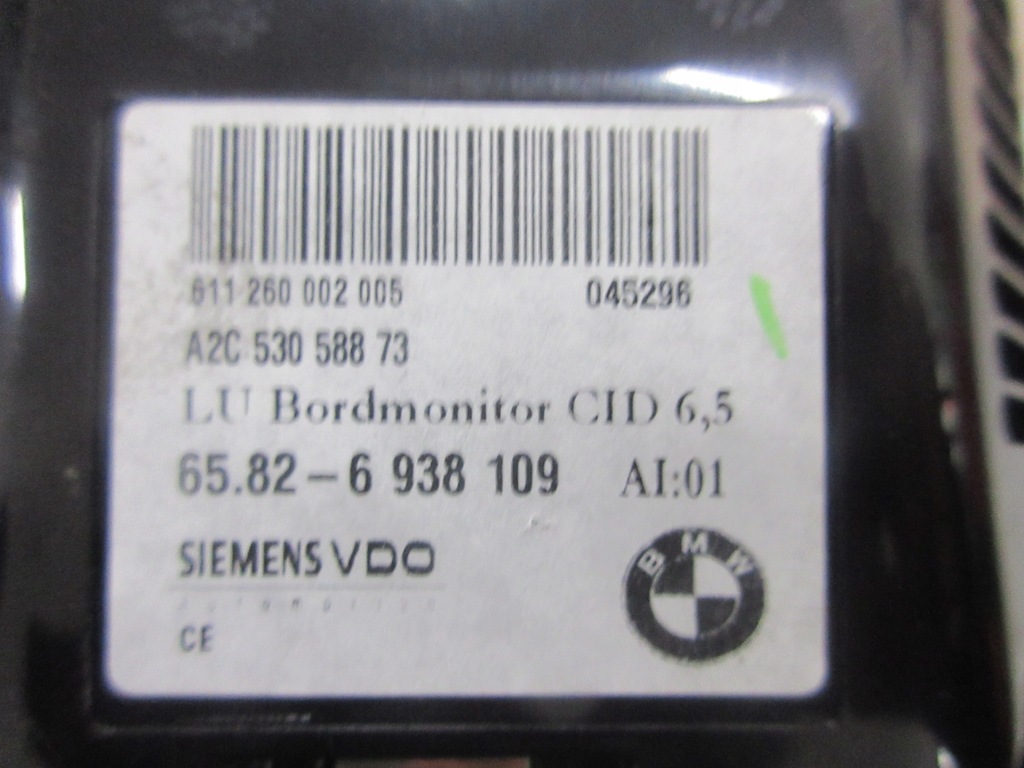 611 260 002 005 045296
A2C 530 588 73
LU Bordmonitor CID 6,5
65.82-6 938 109 AI:01
SIEMENS VDO
automotive
CE
BMW